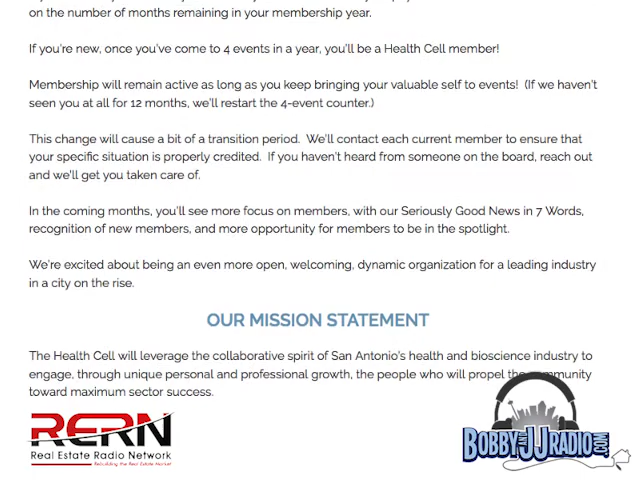 on the number of months remaining in your membership year.
If you're new, once you've come to 4 events in a year, you'll be a Health Cell member!
Membership will remain active as long as you keep bringing your valuable self to events!  (If we haven't
seen you at all for 12 months, we'll restart the 4-event counter.)
This change will cause a bit of a transition period.  We'll contact each current member to ensure that
your specific situation is properly credited.  If you haven't heard from someone on the board, reach out
and we'll get you taken care of.
In the coming months, you'll see more focus on members, with our Seriously Good News in 7 Words,
recognition of new members, and more opportunity for members to be in the spotlight.
We're excited about being an even more open, welcoming, dynamic organization for a leading industry
in a city on the rise.
OUR MISSION STATEMENT
The Health Cell will leverage the collaborative spirit of San Antonio's health and bioscience industry to
engage, through unique personal and professional growth, the people who will propel the community
toward maximum sector success.
RERN
Real Estate Radio Network
Rebuilding the Real Estate Market
BOBBY AND JJ RADIO.COM